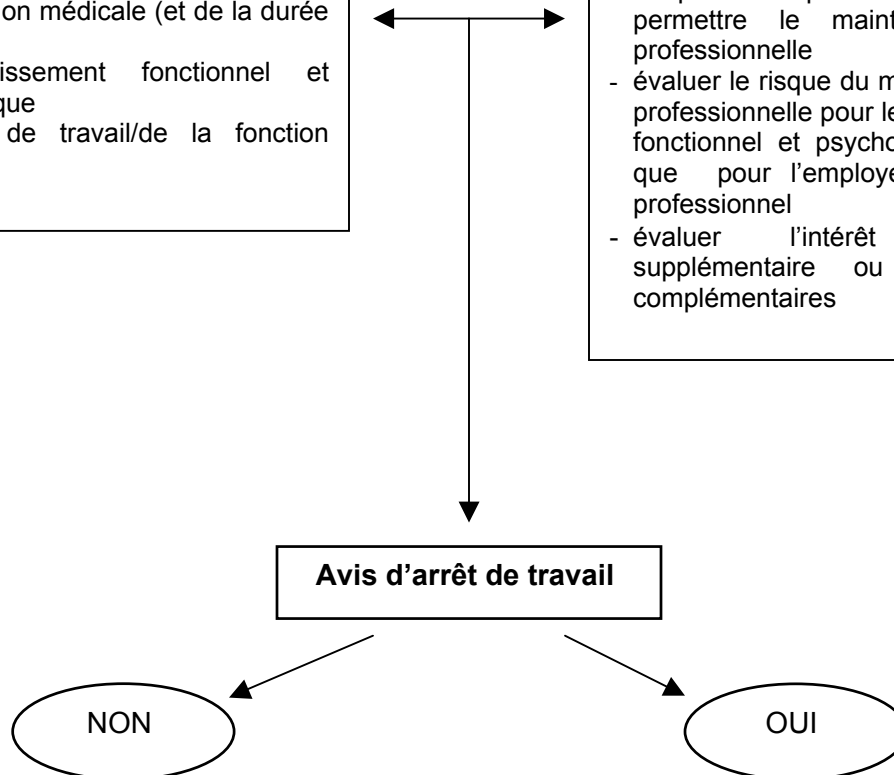 on médicale (et de la durée
issement fonctionnel et
que
de travail/de la fonction
permettre le maint
professionnelle
- évaluer le risque du m
professionnelle pour le
fonctionnel et psycho
que pour l'employe
professionnel
- évaluer l'intérêt
supplémentaire ou
complémentaires
Avis d'arrêt de travail
NON
OUI